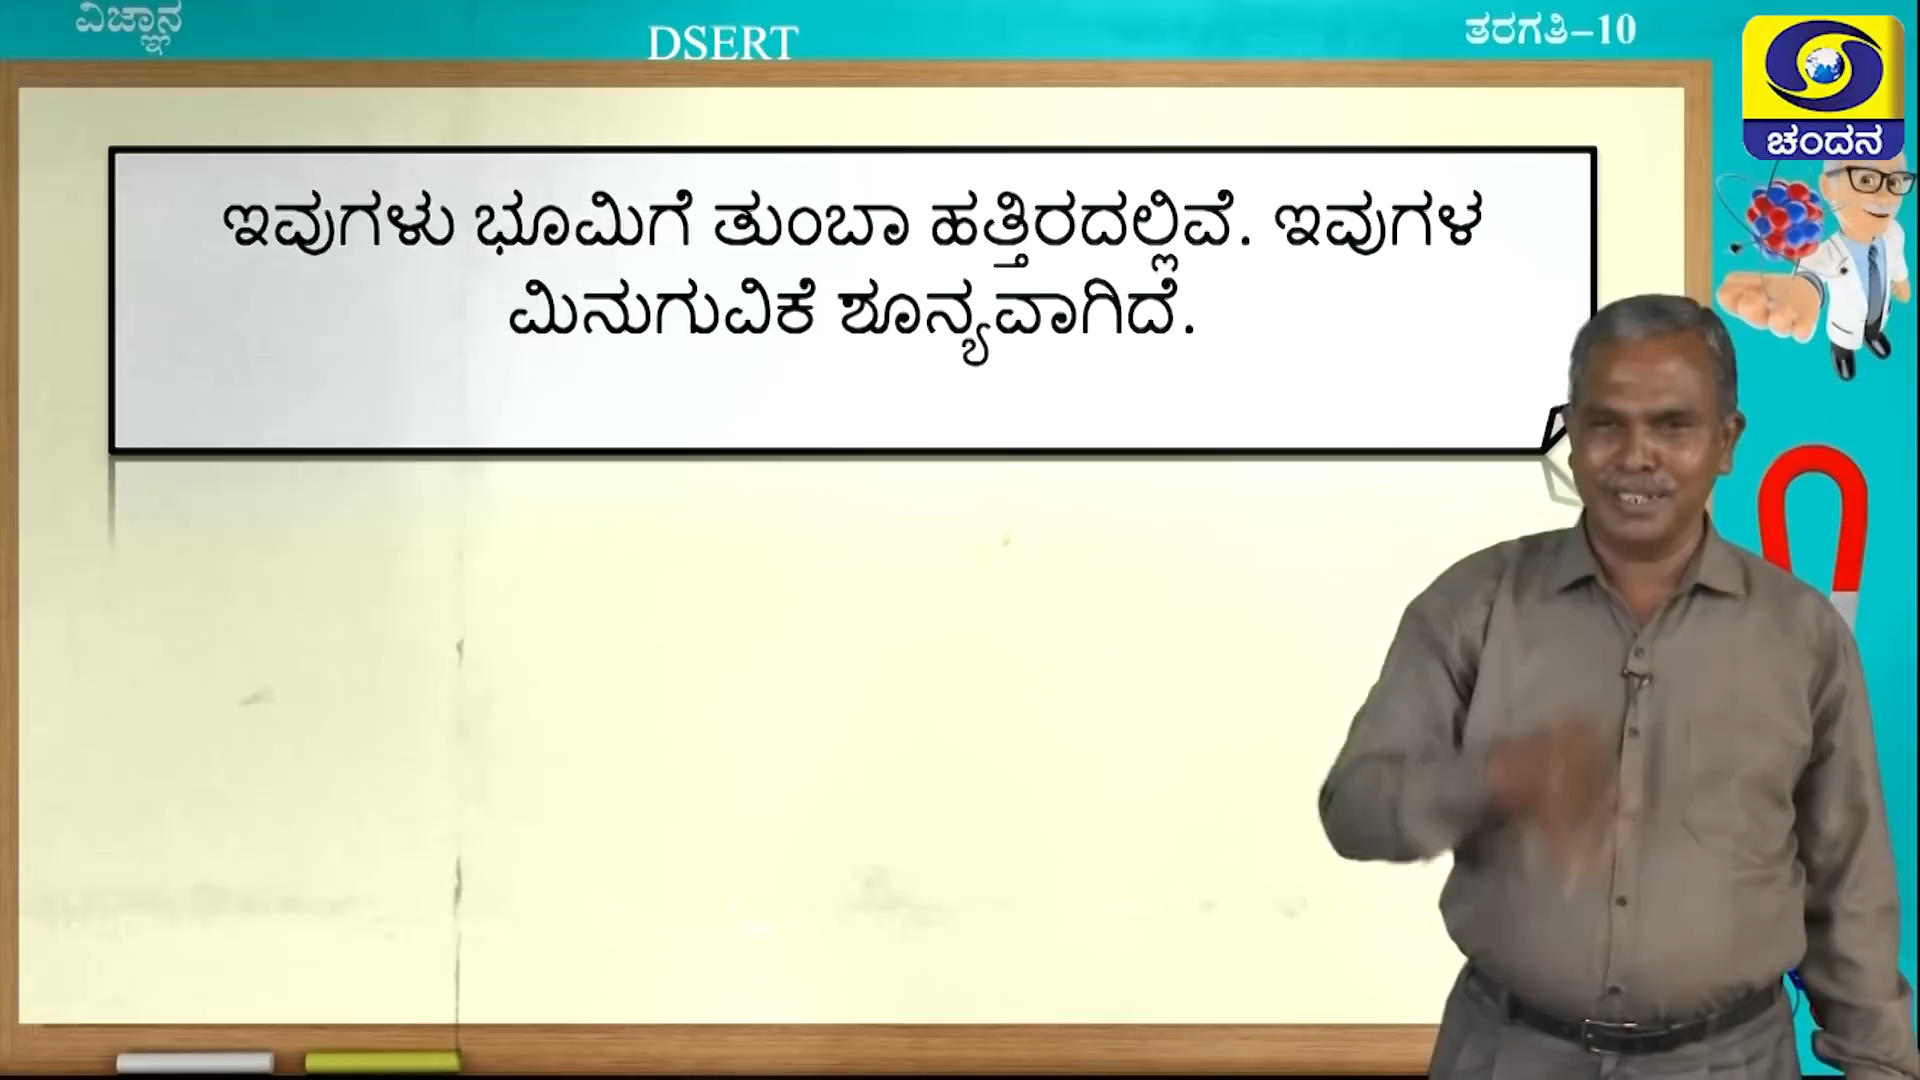 ವಿಜ್ಞಾನ
DSERT
ತರಗತಿ–10
ಚಂದನ
ಇವುಗಳು ಭೂಮಿಗೆ ತುಂಬಾ ಹತ್ತಿರದಲ್ಲಿವೆ. ಇವುಗಳ
ಮಿನುಗುವಿಕೆ ಶೂನ್ಯವಾಗಿದೆ.